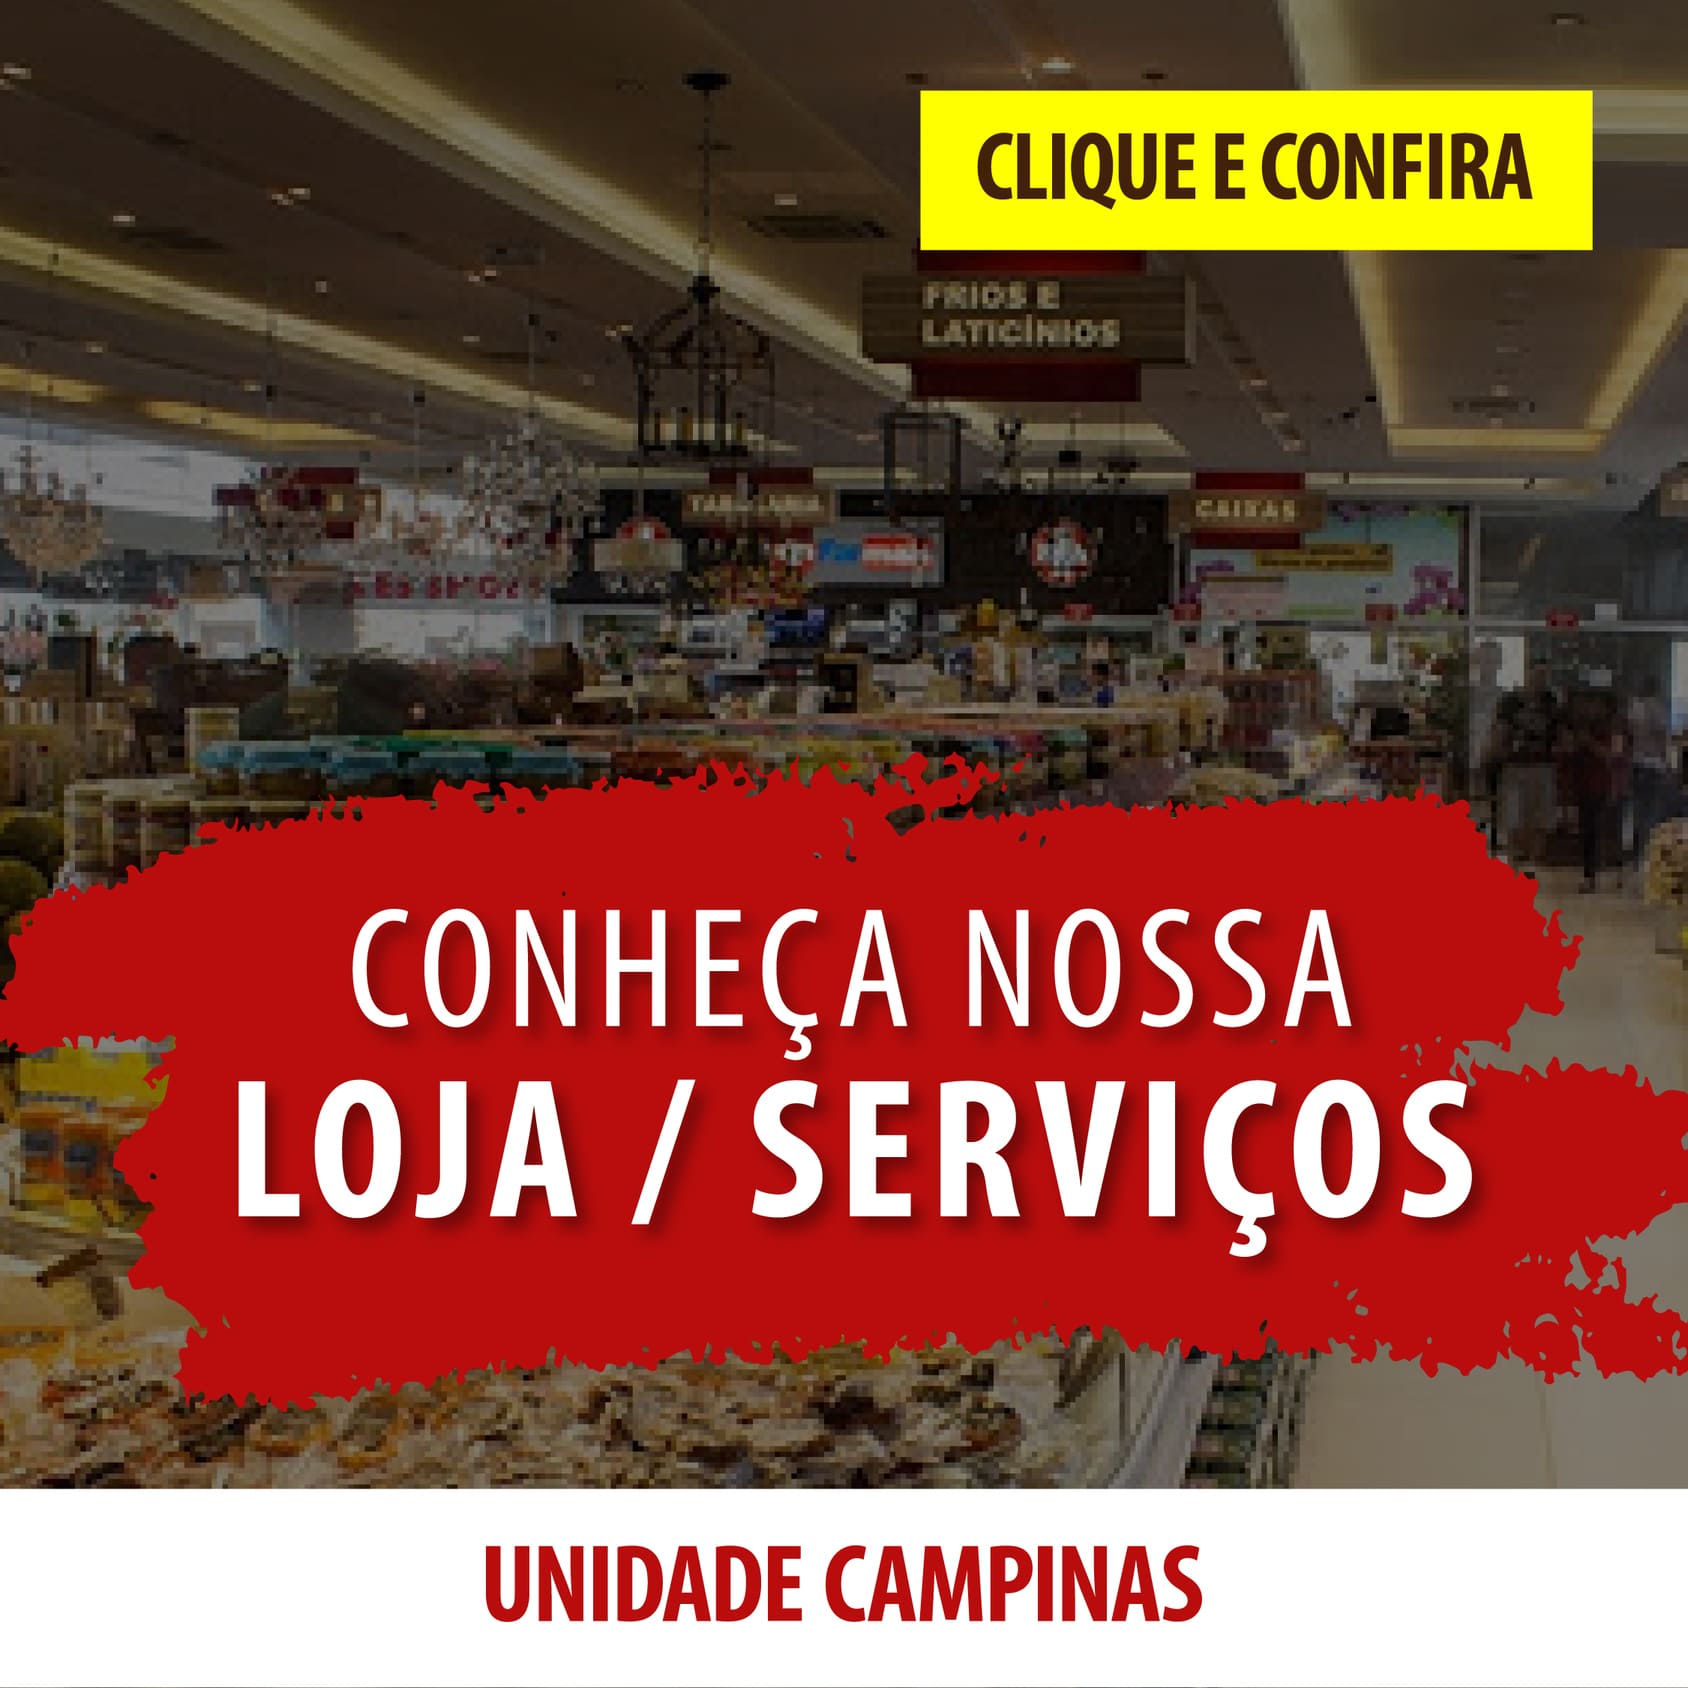 CLIQUE E CONFIRA
FRIOS E
LATICÍNIOS
CAIXAS
CONHEÇA NOSSA
LOJA / SERVIÇOS
UNIDADE CAMPINAS